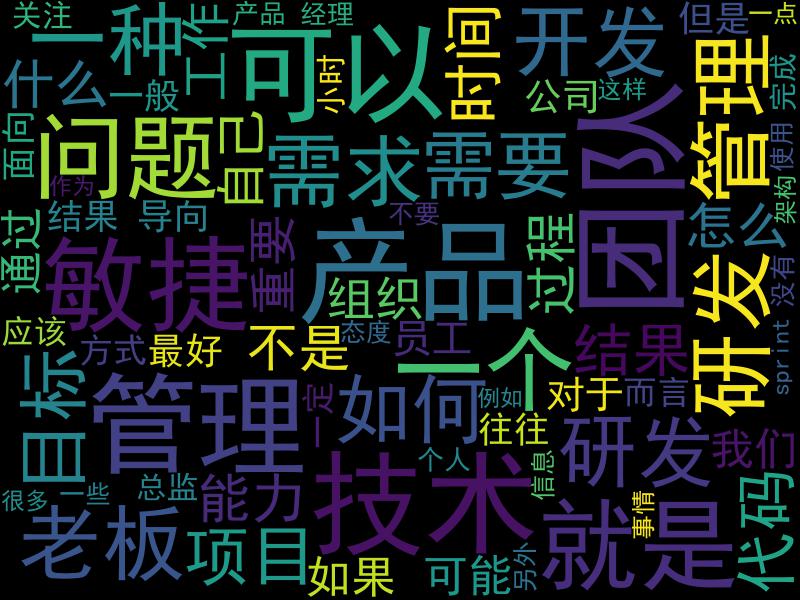 关注
一种
工作
产品 经理
可以
小时
时间
开发
但是
一点
什么
一般
公司
这样
管理
完成
面向
问题
自己
需求
需要
团队
使用
作为
架构
通过
结果 导向
重要
不要
怎么
敏捷
产品
组织
过程
研发
没有
应该
方式
最好
不是
态度
员工
一个
结果
sprint
目标
管理
一定
如何
例如
对于
而言
往往
研发
我们
个人
信息
很多
一些
总监
能力
技术
事情
代码
老板
项目
如果
可能
另外
就是